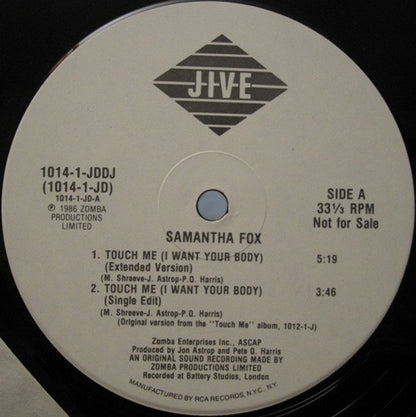 JIVE
1014-1-JDDJ
(1014-1-JD)
1014-1-JD-A
℗ 1986 ZOMBA
PRODUCTIONS
LIMITED
SIDE A
33⅓ RPM
Not for Sale
SAMANTHA FOX
1. TOUCH ME (I WANT YOUR BODY) 5:19
(Extended Version)
(M. Shreeve-J. Astrop-P.Q. Harris)
2. TOUCH ME (I WANT YOUR BODY) 3:46
(Single Edit)
(M. Shreeve-J. Astrop-P.Q. Harris)
(Original version from the "Touch Me" album, 1012-1-J)
Zomba Enterprises Inc., ASCAP
Produced by Jon Astrop and Pete Q. Harris
AN ORIGINAL SOUND RECORDING MADE BY
ZOMBA PRODUCTIONS LIMITED
Recorded at Battery Studios, London
MANUFACTURED BY RCA RECORDS, N.Y.C., N.Y.